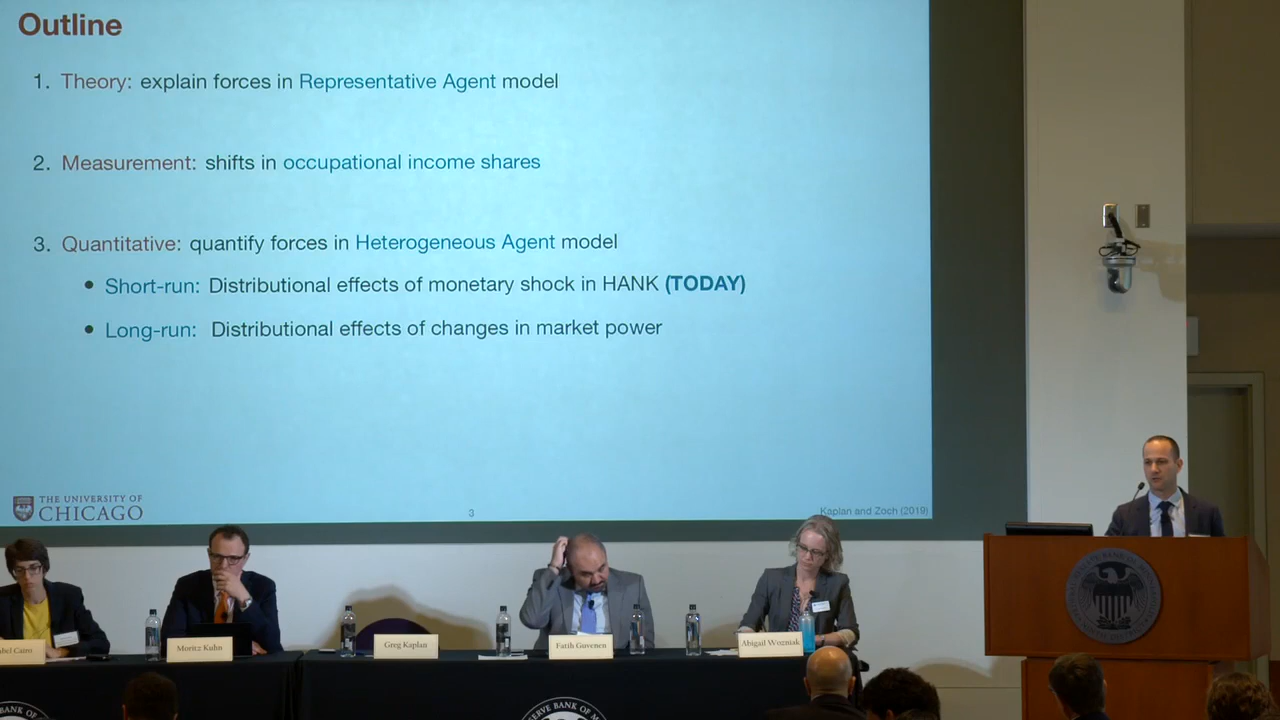 Outline
1. Theory: explain forces in Representative Agent model
2. Measurement: shifts in occupational income shares
3. Quantitative: quantify forces in Heterogeneous Agent model
• Short-run: Distributional effects of monetary shock in HANK (TODAY)
• Long-run: Distributional effects of changes in market power
THE UNIVERSITY OF
CHICAGO
3
Kaplan and Zoch (2019)
Moritz Kuhn
Greg Kaplan
Fatih Guvenen
Abigail Wozniak
RVE BANK OF M